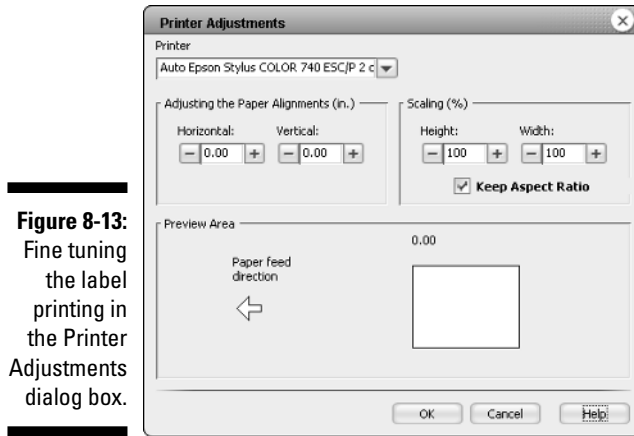 Printer Adjustments
Printer
Auto Epson Stylus COLOR 740 ESC/P 2 c
Adjusting the Paper Alignments (in.)
Horizontal: Vertical:
0.00 0.00
Scaling (%)
Height: Width:
100 100
Keep Aspect Ratio
Preview Area
0.00
Paper feed
direction
OK Cancel Help
Figure 8-13:
Fine tuning
the label
printing in
the Printer
Adjustments
dialog box.